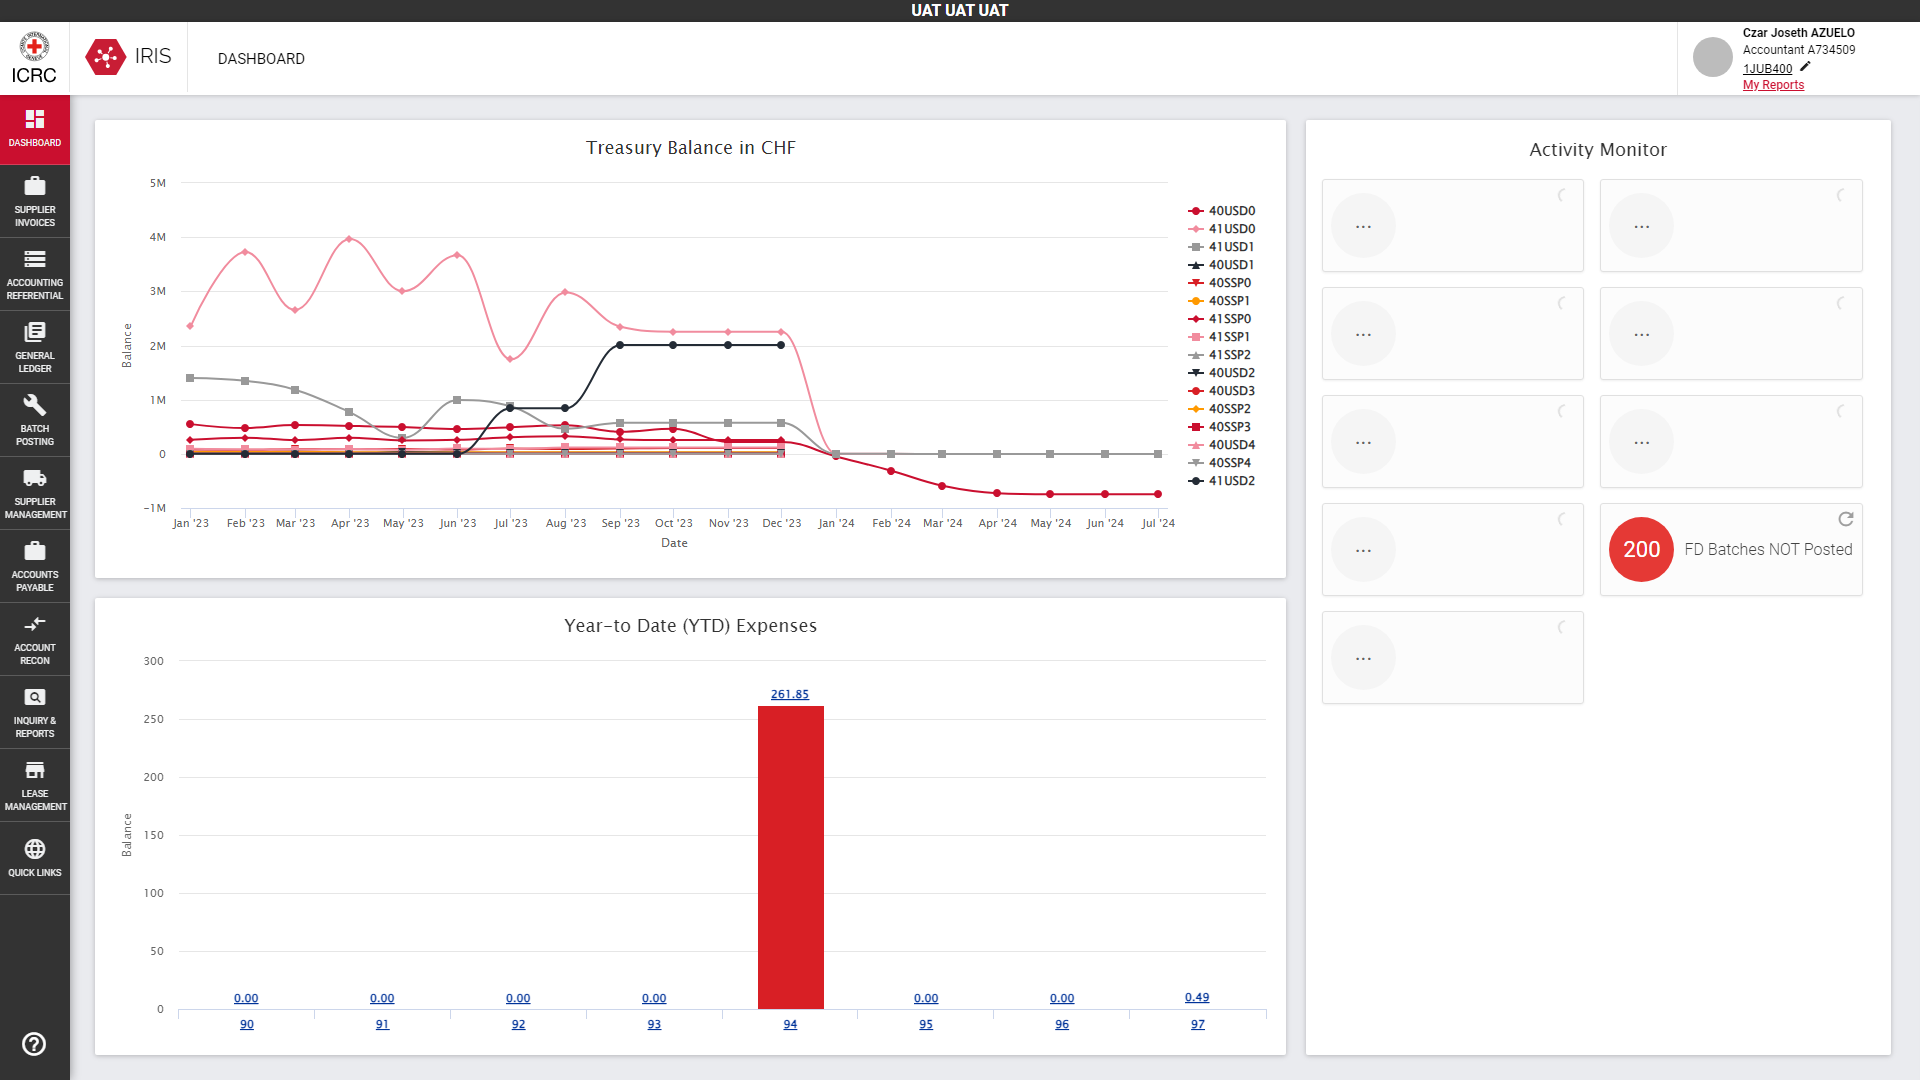 UAT UAT UAT
ICRC
IRIS
DASHBOARD
Czar Joseth AZUELO
Accountant A734509
1JUB400
My Reports
DASHBOARD
SUPPLIER
INVOICES
ACCOUNTING
REFERENTIAL
GENERAL
LEDGER
BATCH
POSTING
SUPPLIER
MANAGEMENT
ACCOUNTS
PAYABLE
ACCOUNT
RECON
INQUIRY &
REPORTS
LEASE
MANAGEMENT
QUICK LINKS
Treasury Balance in CHF
Balance
5M
4M
3M
2M
1M
0
−1M
Jan '23 Feb '23 Mar '23 Apr '23 May '23 Jun '23 Jul '23 Aug '23 Sep '23 Oct '23 Nov '23 Dec '23 Jan '24 Feb '24 Mar '24 Apr '24 May '24 Jun '24 Jul '24
Date
40USD0
41USD0
41USD1
40USD1
40SSP0
40SSP1
41SSP0
41SSP1
41SSP2
40USD2
40USD3
40SSP2
40SSP3
40USD4
40SSP4
41USD2
Year−to Date (YTD) Expenses
Balance
300
250
200
150
100
50
0
0.00 0.00 0.00 0.00 261.85 0.00 0.00 0.49
90 91 92 93 94 95 96 97
Activity Monitor
... ...
... ...
... ...
... 200 FD Batches NOT Posted
...